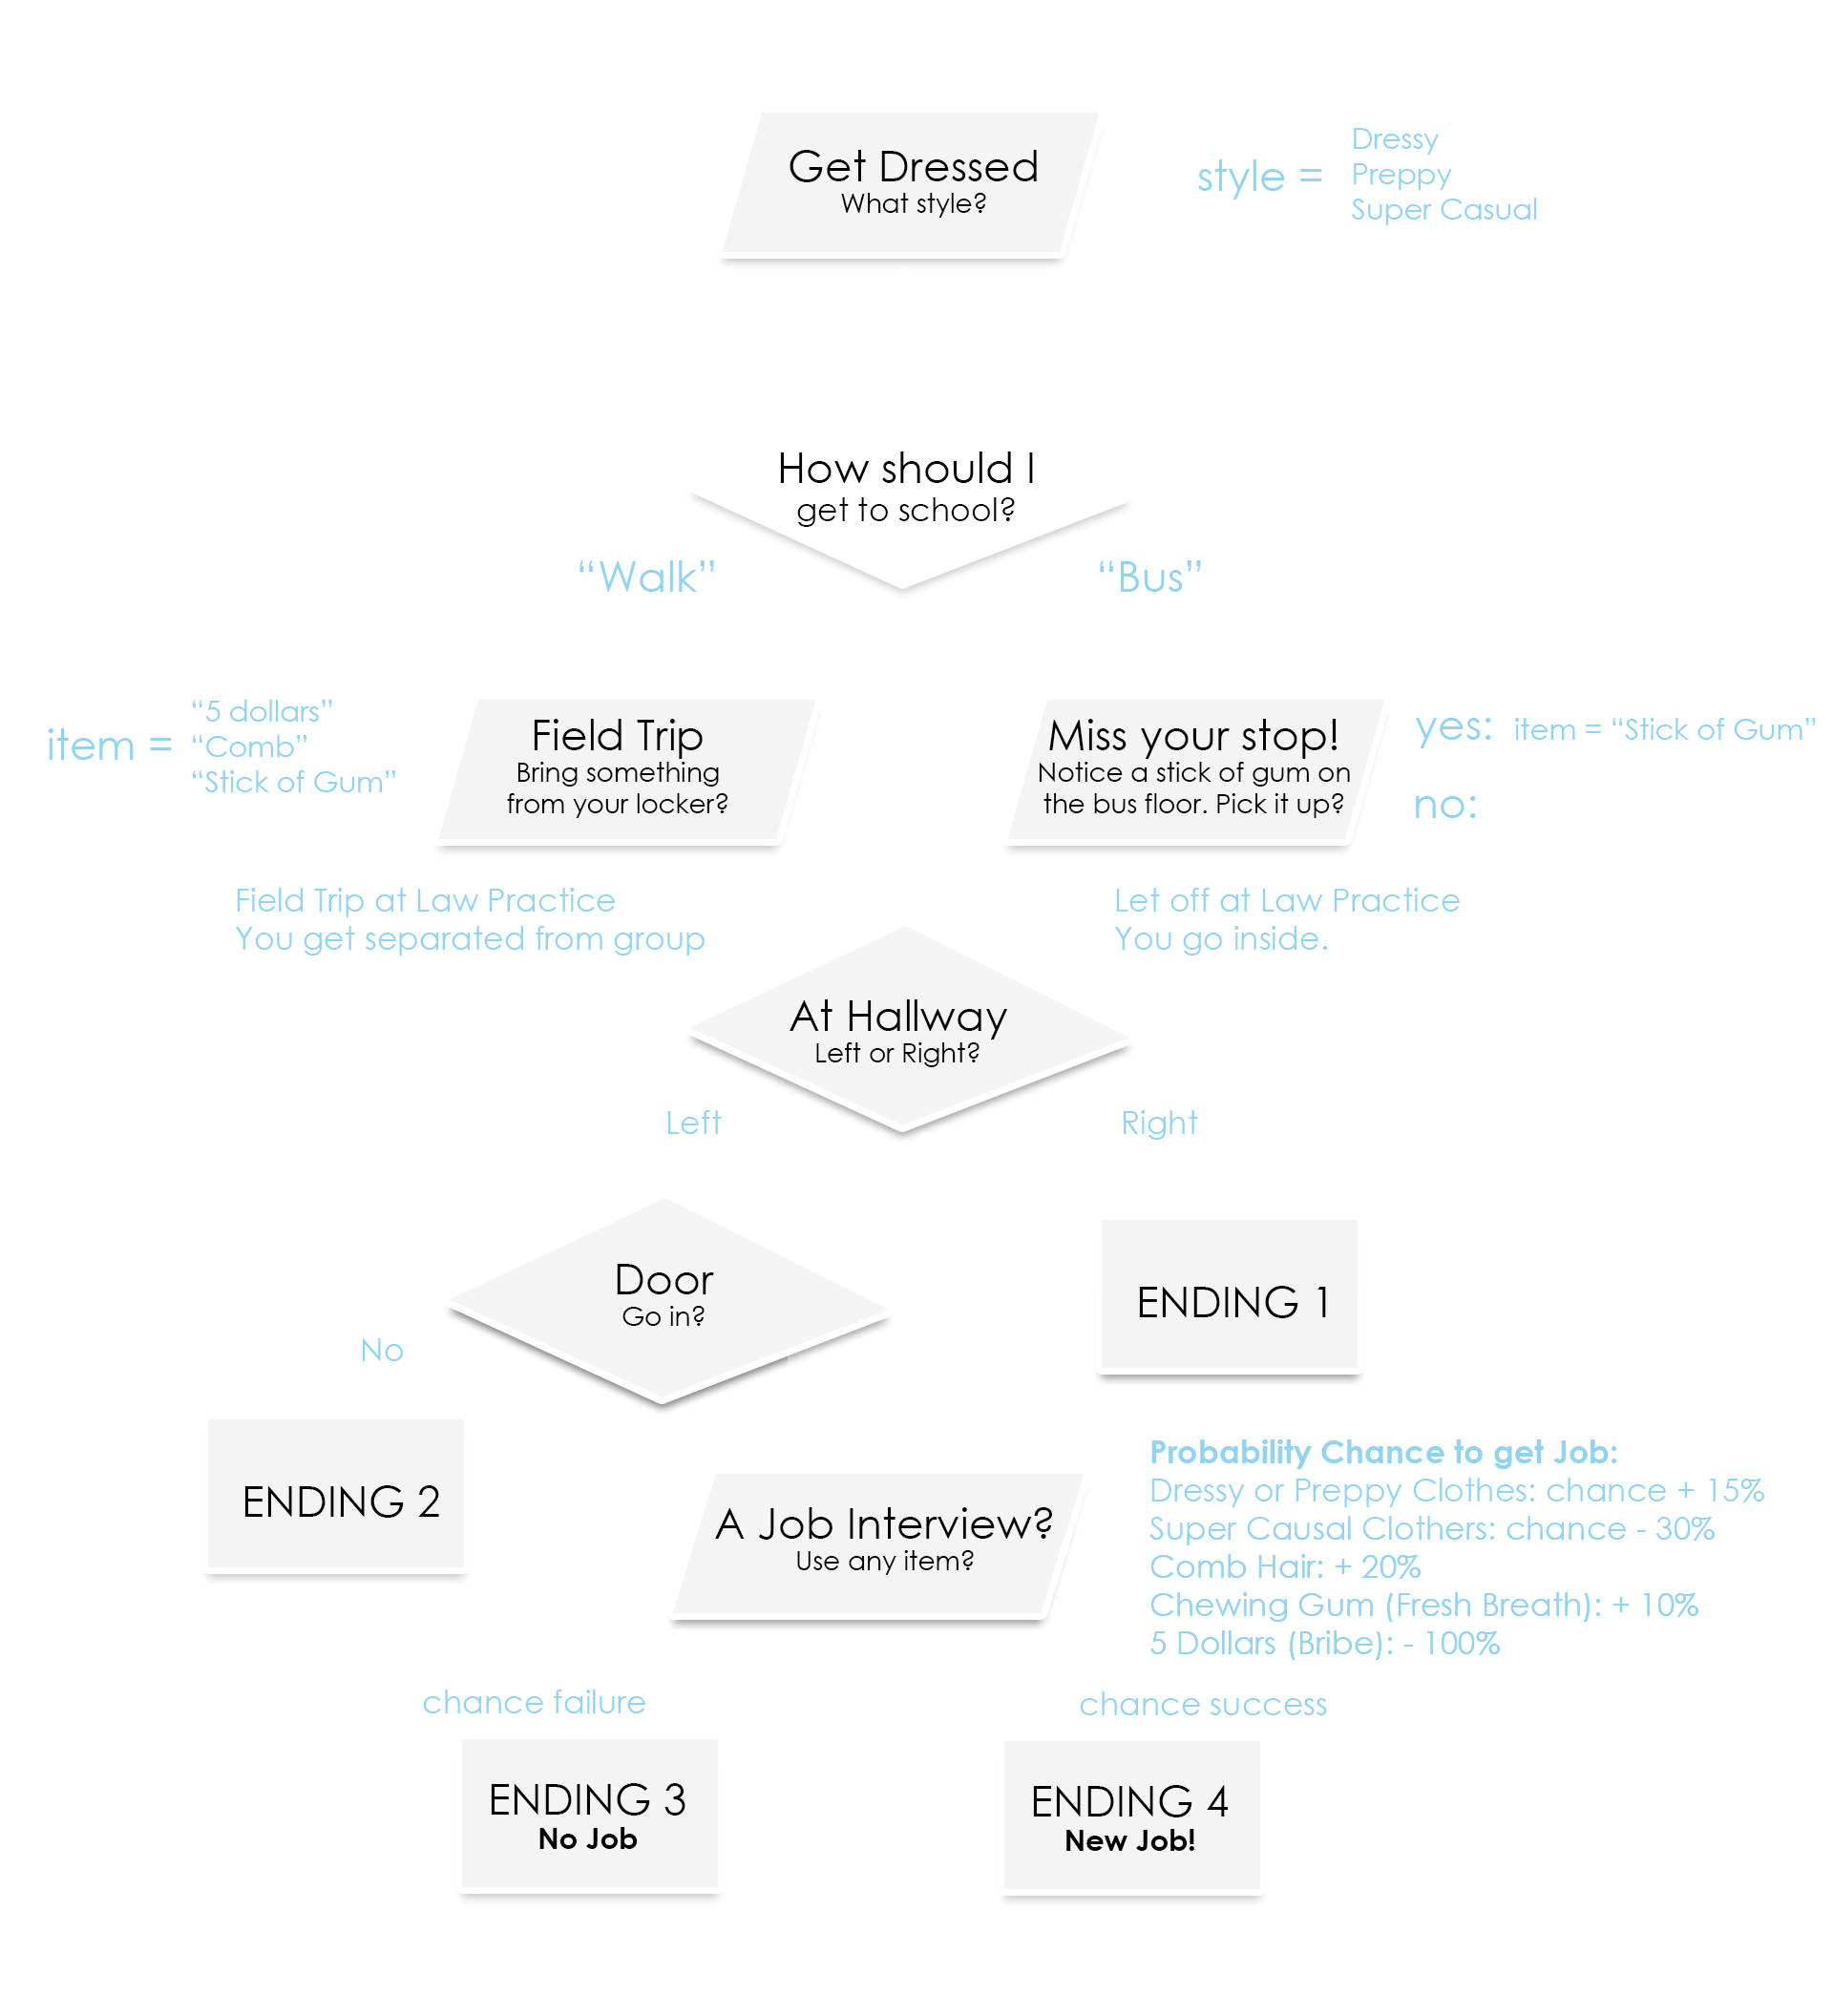 Get Dressed
What style?
style =
Dressy
Preppy
Super Casual
How should I
get to school?
“Walk”
“Bus”
item =
“5 dollars”
“Comb”
“Stick of Gum”
Field Trip
Bring something
from your locker?
Miss your stop!
Notice a stick of gum on
the bus floor. Pick it up?
yes: item = “Stick of Gum”
no:
Field Trip at Law Practice
You get separated from group
Let off at Law Practice
You go inside.
At Hallway
Left or Right?
Left
Right
Door
Go in?
ENDING 1
No
ENDING 2
A Job Interview?
Use any item?
Probability Chance to get Job:
Dressy or Preppy Clothes: chance + 15%
Super Causal Clothers: chance - 30%
Comb Hair: + 20%
Chewing Gum (Fresh Breath): + 10%
5 Dollars (Bribe): - 100%
chance failure
chance success
ENDING 3
No Job
ENDING 4
New Job!